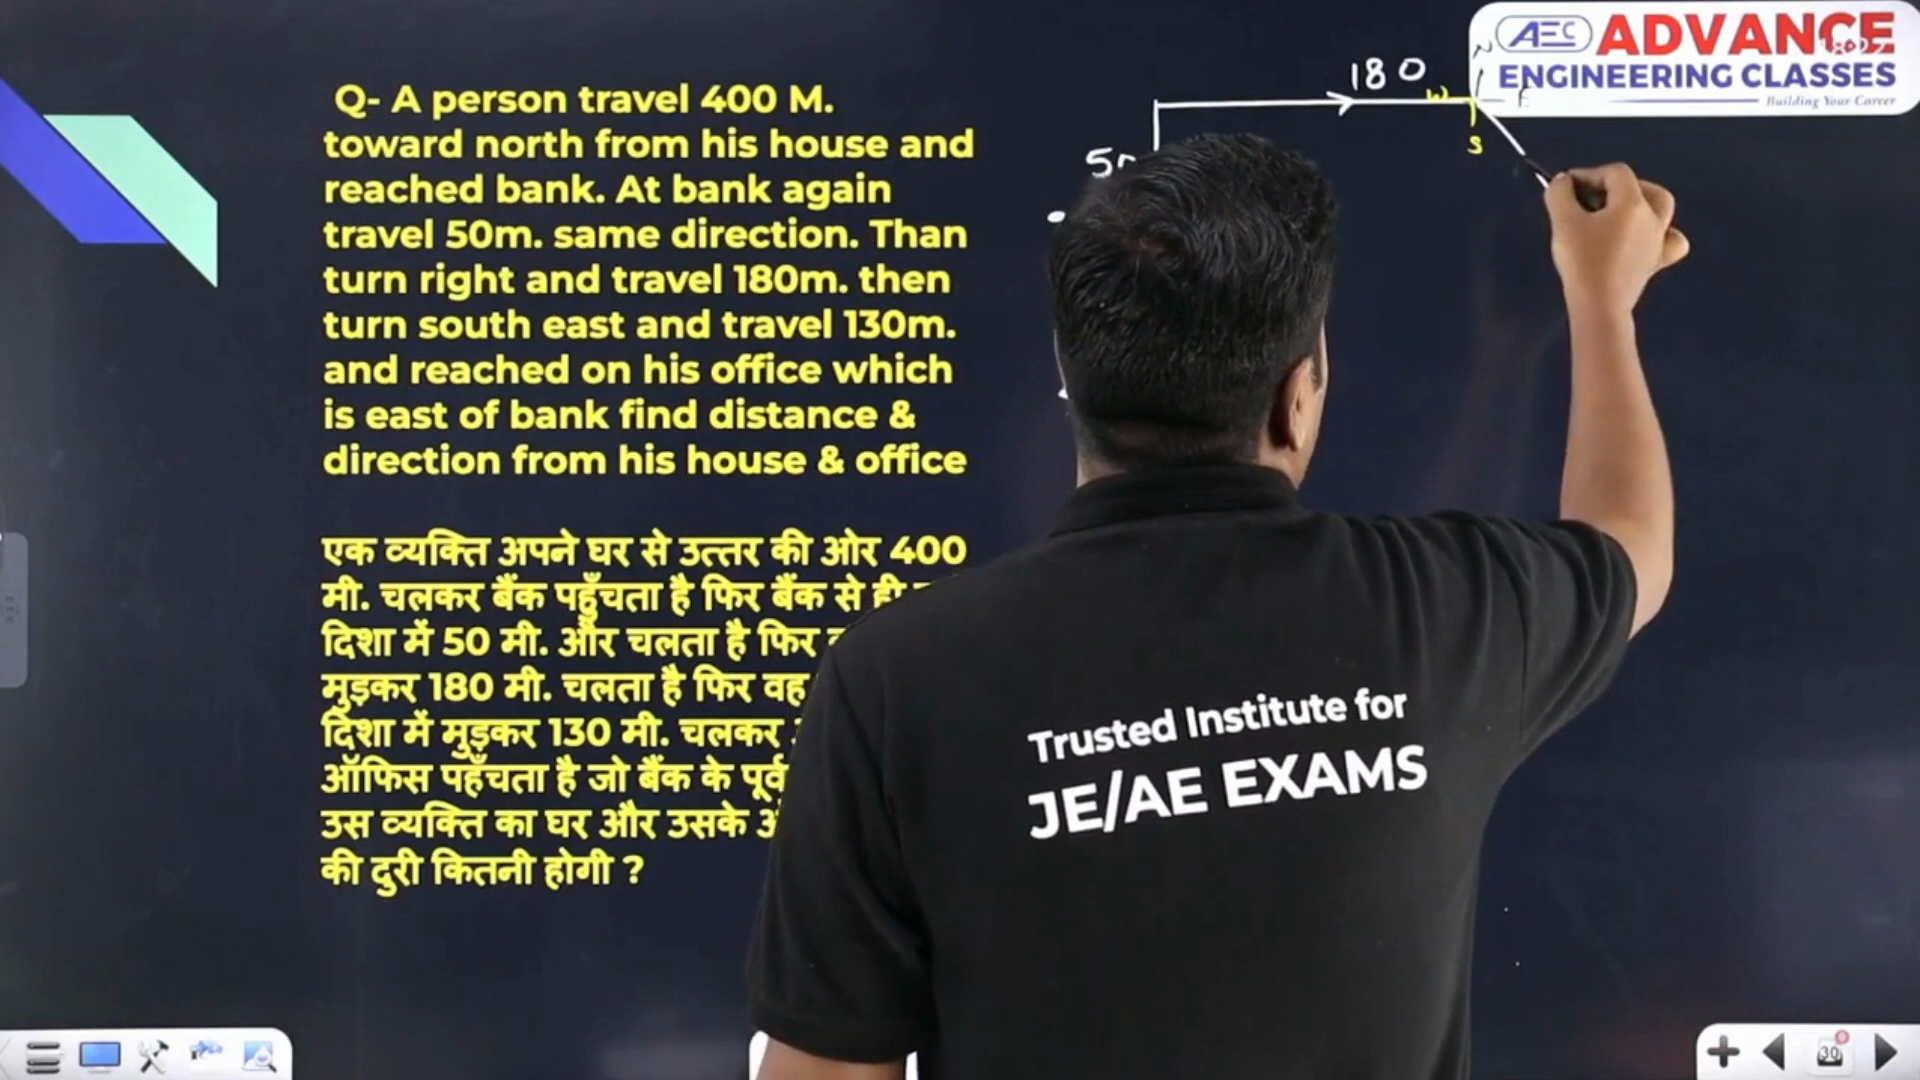 Q- A person travel 400 M.
toward north from his house and
reached bank. At bank again
travel 50m. same direction. Than
turn right and travel 180m. then
turn south east and travel 130m.
and reached on his office which
is east of bank find distance &
direction from his house & office
एक व्यक्ति अपने घर से उत्तर की ओर 400
मी. चलकर बैंक पहुँचता है फिर बैंक से ही
दिशा में 50 मी. और चलता है फिर
मुड़कर 180 मी. चलता है फिर वह
दिशा में मुड़कर 130 मी. चलकर
ऑफिस पहुँचता है जो बैंक के पूर्व
उस व्यक्ति का घर और उसके
की दुरी कितनी होगी ?
180
W
N
E
S
AEC ADVANCE
ENGINEERING CLASSES
Building Your Career
Trusted Institute for
JE/AE EXAMS
30